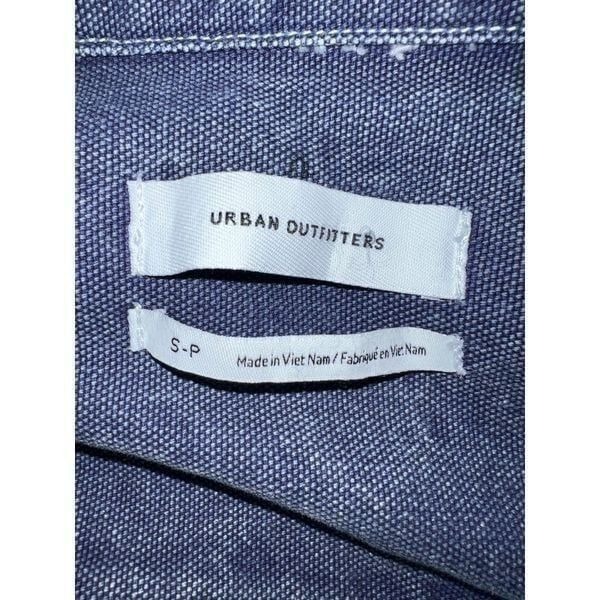 URBAN OUTFITTERS
S-P
Made in Viet Nam / Fabriqué en Viet Nam